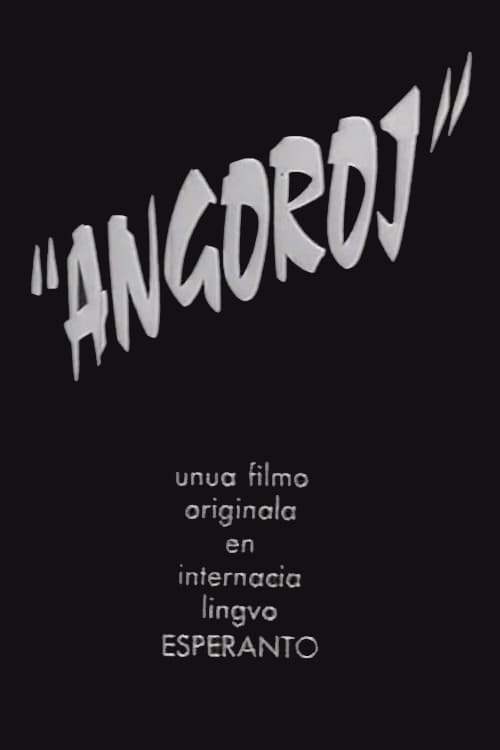 "ANGOROJ"
unua filmo
originala
en
internacia
lingvo
ESPERANTO